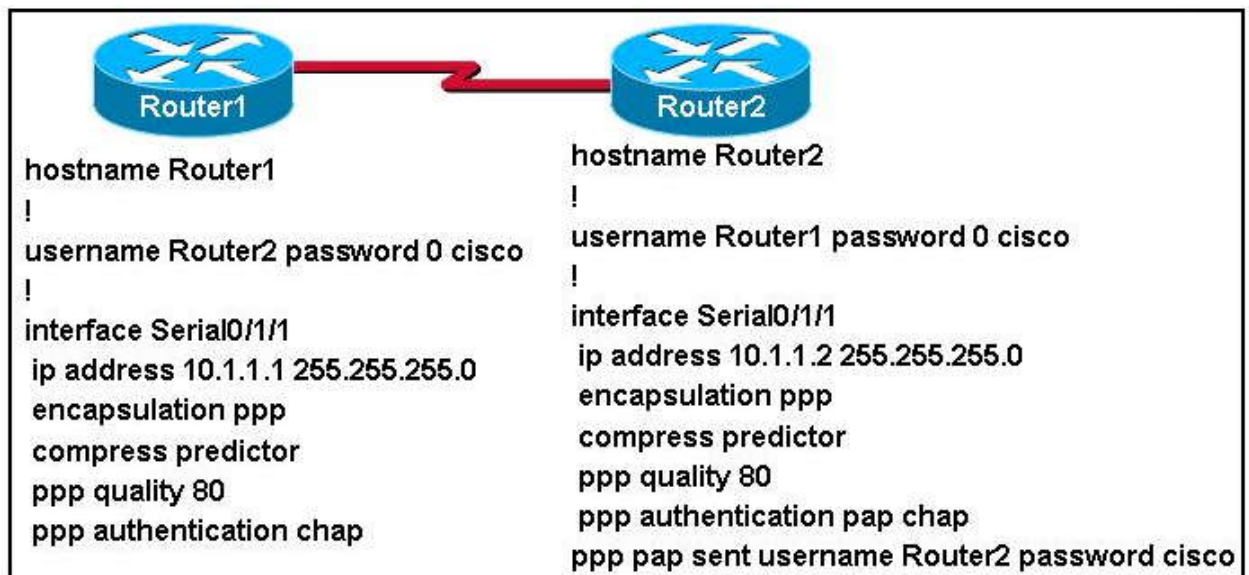 Router1
hostname Router1
!
username Router2 password 0 cisco
!
interface Serial0/1/1
ip address 10.1.1.1 255.255.255.0
encapsulation ppp
compress predictor
ppp quality 80
ppp authentication chap
Router2
hostname Router2
!
username Router1 password 0 cisco
!
interface Serial0/1/1
ip address 10.1.1.2 255.255.255.0
encapsulation ppp
compress predictor
ppp quality 80
ppp authentication pap chap
ppp pap sent username Router2 password cisco